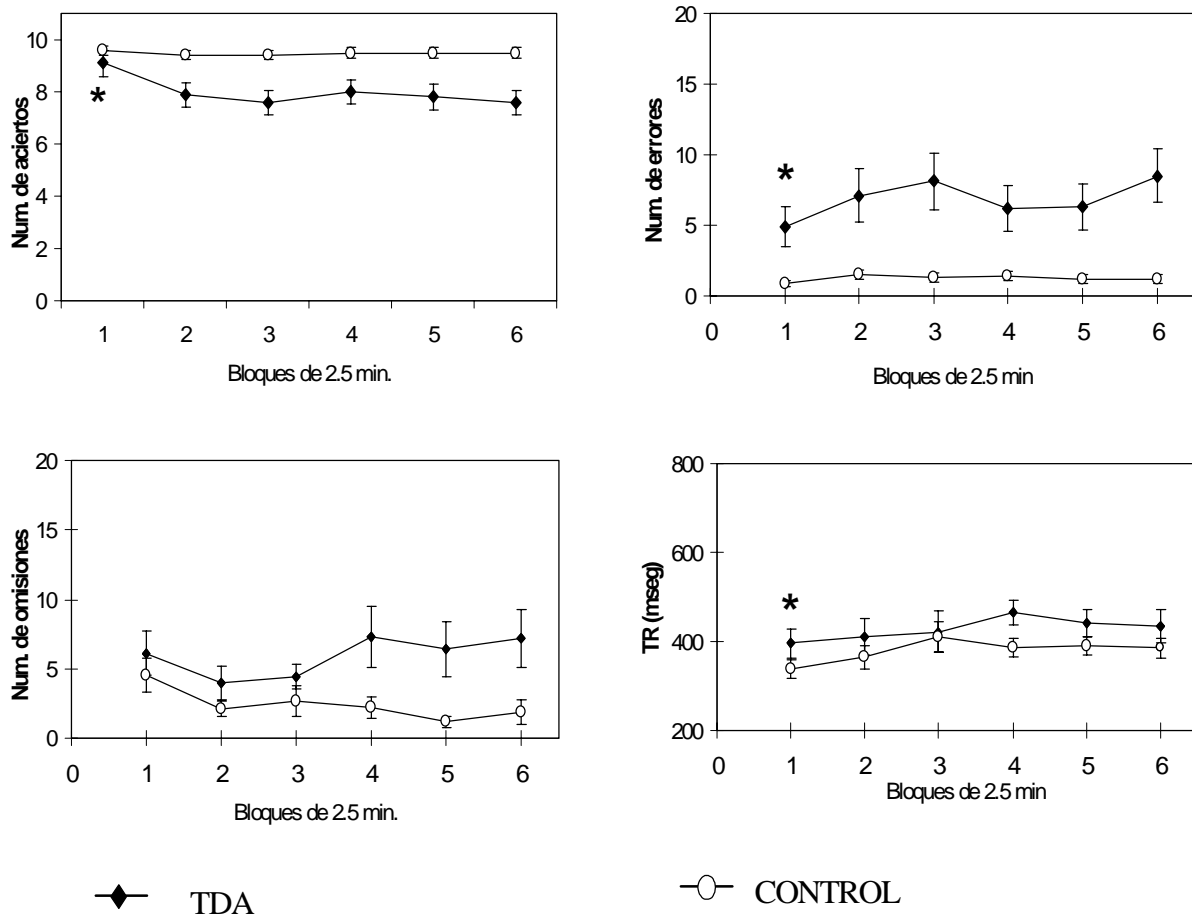 Num. de aciertos
10
8
6
4
2
0
*
1 2 3 4 5 6
Bloques de 2.5 min.
Num. de errores
20
15
10
5
0
*
0 1 2 3 4 5 6
Bloques de 2.5 min
Num. de omisiones
20
15
10
5
0
0 1 2 3 4 5 6
Bloques de 2.5 min.
TR (mseg)
800
600
400
200
*
0 1 2 3 4 5 6
Bloques de 2.5 min
TDA
CONTROL